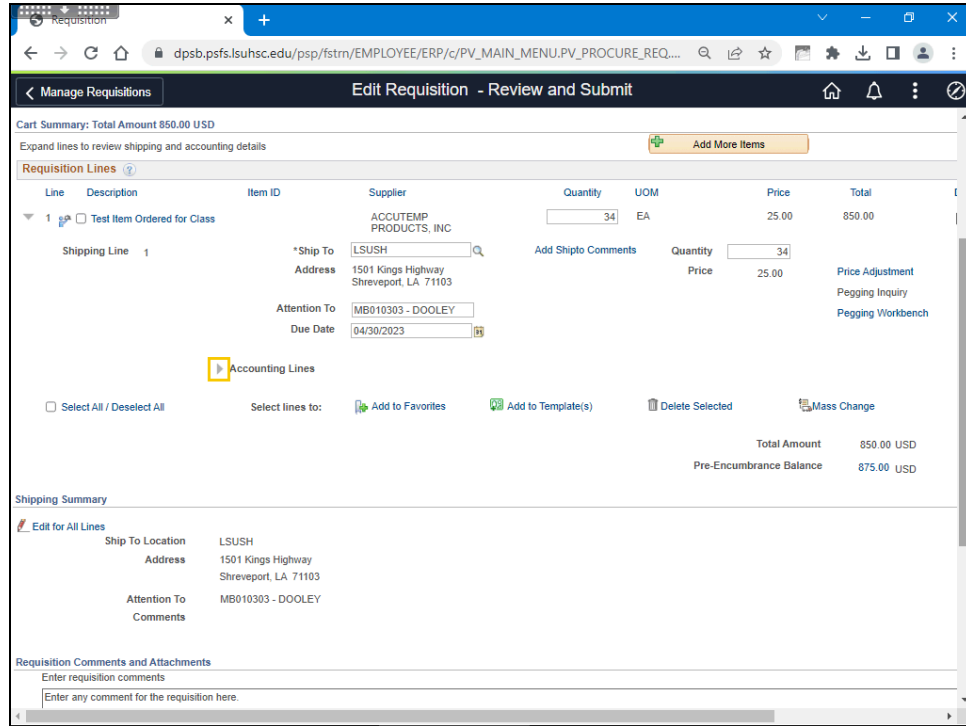 Requisition
dpsb.psfs.lsuhsc.edu/psp/fstrn/EMPLOYEE/ERP/c/PV_MAIN_MENU.PV_PROCURE_REQ....
Manage Requisitions
Edit Requisition - Review and Submit
Cart Summary: Total Amount 850.00 USD
Expand lines to review shipping and accounting details
Add More Items
Requisition Lines
Line Description Item ID Supplier Quantity UOM Price Total
1 Test Item Ordered for Class ACCUTEMP PRODUCTS, INC 34 EA 25.00 850.00
Shipping Line 1 *Ship To LSUSH Add Shipto Comments Quantity 34
Address 1501 Kings Highway Price 25.00 Price Adjustment
Shreveport, LA 71103
Pegging Inquiry
Attention To MB010303 - DOOLEY Pegging Workbench
Due Date 04/30/2023
Accounting Lines
Select All / Deselect All Select lines to: Add to Favorites Add to Template(s) Delete Selected Mass Change
Total Amount 850.00 USD
Pre-Encumbrance Balance 875.00 USD
Shipping Summary
Edit for All Lines
Ship To Location LSUSH
Address 1501 Kings Highway
Shreveport, LA 71103
Attention To MB010303 - DOOLEY
Comments
Requisition Comments and Attachments
Enter requisition comments
Enter any comment for the requisition here.